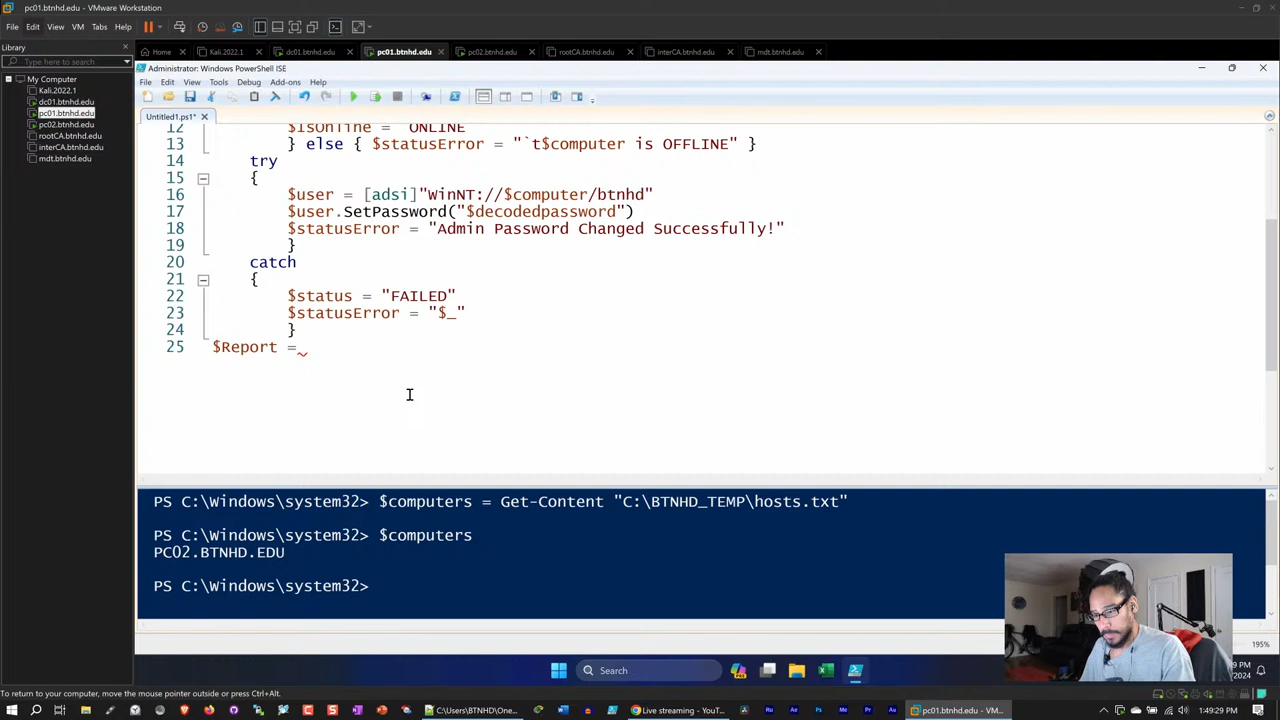 pc01.btnhd.edu - VMware Workstation
File Edit View VM Tabs Help
Library
Type here to search
My Computer
Kali.2022.1
dc01.btnhd.edu
pc01.btnhd.edu
pc02.btnhd.edu
rootCA.btnhd.edu
interCA.btnhd.edu
mdt.btnhd.edu
Home Kali.2022.1 dc01.btnhd.edu pc01.btnhd.edu pc02.btnhd.edu rootCA.btnhd.edu interCA.btnhd.edu mdt.btnhd.edu
Administrator: Windows PowerShell ISE
File Edit View Tools Debug Add-ons Help
Untitled1.ps1*
12 $isOnline = "ONLINE"
13 } else { $statusError = "`t$computer is OFFLINE" }
14 try
15 {
16 $user = [adsi]"WinNT://$computer/btnhd"
17 $user.SetPassword("$decodedpassword")
18 $statusError = "Admin Password Changed Successfully!"
19 }
20 catch
21 {
22 $status = "FAILED"
23 $statusError = "$_"
24 }
25 $Report =
PS C:\Windows\system32> $computers = Get-Content "C:\BTNHD_TEMP\hosts.txt"
PS C:\Windows\system32> $computers
PC02.BTNHD.EDU
PS C:\Windows\system32>
195%
Search
To return to your computer, move the mouse pointer outside or press Ctrl+Alt.
C:\Users\BTNHD\One...
Live streaming - YouT...
pc01.btnhd.edu - VM...
1:49:29 PM